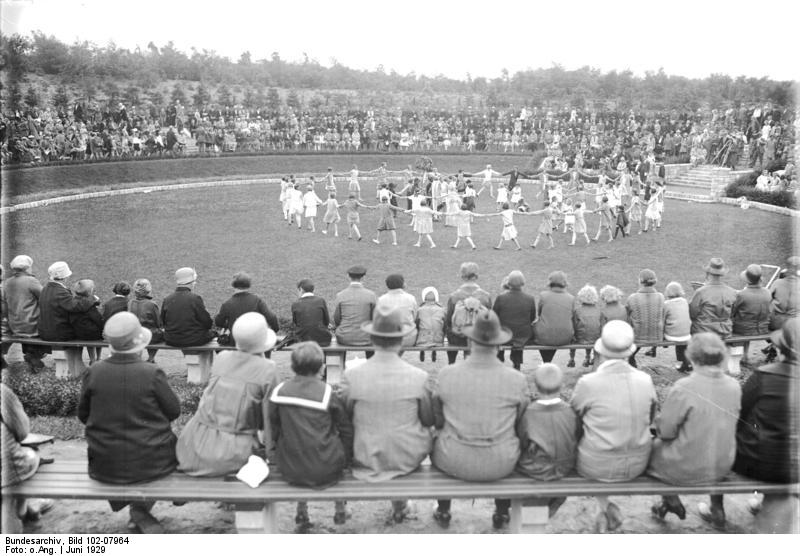 Bundesarchiv, Bild 102-07964
Foto: o.Ang. | Juni 1929